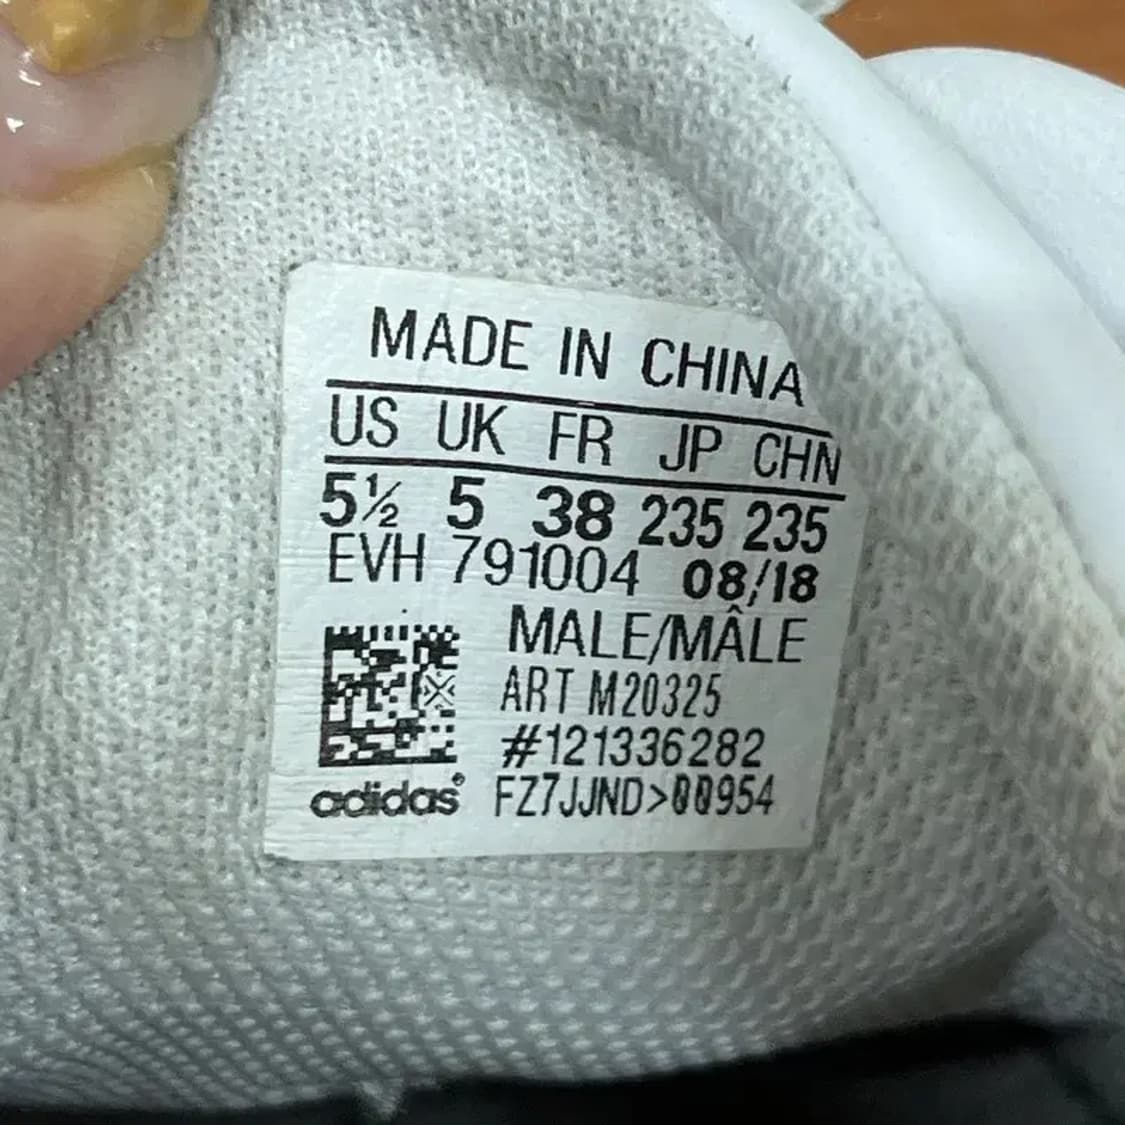 MADE IN CHINA
US UK FR JP CHN
5½ 5 38 235 235
EVH 791004 08/18
MALE/MÂLE
ART M20325
#121336282
adidas® FZ7JJND>00954